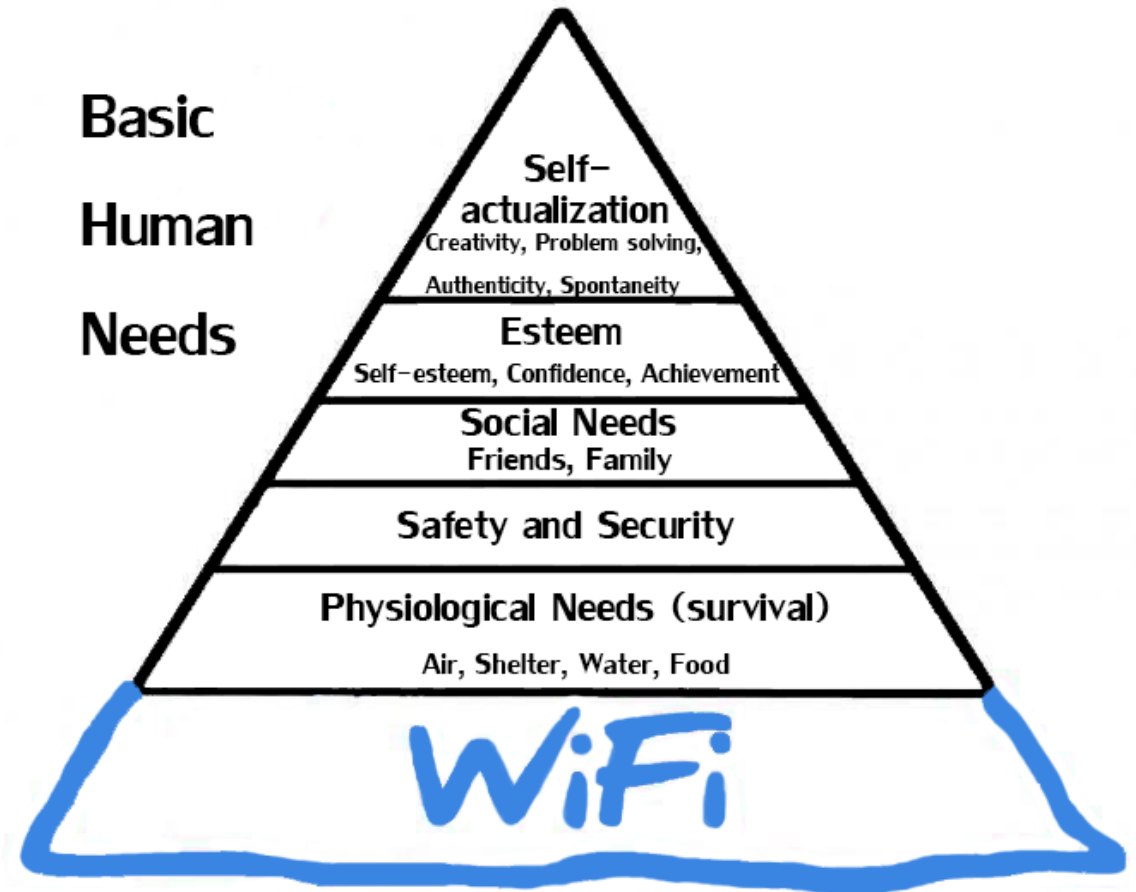 Basic
Human
Needs
Self-
actualization
Creativity, Problem solving,
Authenticity, Spontaneity
Esteem
Self-esteem, Confidence, Achievement
Social Needs
Friends, Family
Safety and Security
Physiological Needs (survival)
Air, Shelter, Water, Food
WiFi